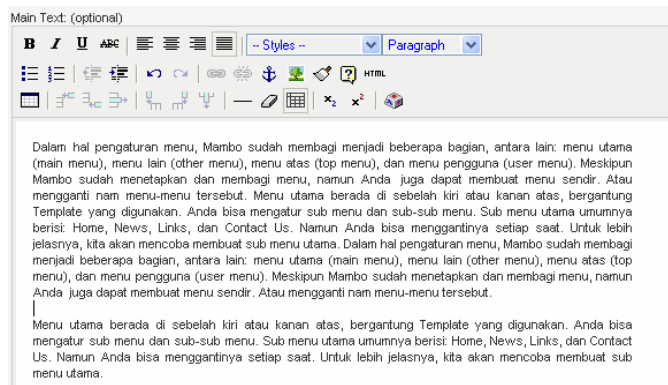 Main Text: (optional)
B I U ABC -- Styles -- Paragraph
HTML
x₂ x²
Dalam hal pengaturan menu, Mambo sudah membagi menjadi beberapa bagian, antara lain: menu utama
(main menu), menu lain (other menu), menu atas (top menu), dan menu pengguna (user menu). Meskipun
Mambo sudah menetapkan dan membagi menu, namun Anda juga dapat membuat menu sendir. Atau
mengganti nam menu-menu tersebut. Menu utama berada di sebelah kiri atau kanan atas, bergantung
Template yang digunakan. Anda bisa mengatur sub menu dan sub-sub menu. Sub menu utama umumnya
berisi: Home, News, Links, dan Contact Us. Namun Anda bisa menggantinya setiap saat. Untuk lebih
jelasnya, kita akan mencoba membuat sub menu utama. Dalam hal pengaturan menu, Mambo sudah membagi
menjadi beberapa bagian, antara lain: menu utama (main menu), menu lain (other menu), menu atas (top
menu), dan menu pengguna (user menu). Meskipun Mambo sudah menetapkan dan membagi menu, namun
Anda juga dapat membuat menu sendir. Atau mengganti nam menu-menu tersebut.
Menu utama berada di sebelah kiri atau kanan atas, bergantung Template yang digunakan. Anda bisa
mengatur sub menu dan sub-sub menu. Sub menu utama umumnya berisi: Home, News, Links, dan Contact
Us. Namun Anda bisa menggantinya setiap saat. Untuk lebih jelasnya, kita akan mencoba membuat sub
menu utama.